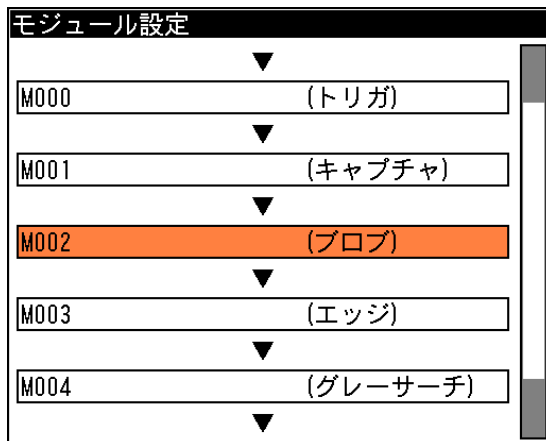 モジュール設定
▼
M000 (トリガ)
▼
M001 (キャプチャ)
▼
M002 (ブロブ)
▼
M003 (エッジ)
▼
M004 (グレーサーチ)
▼